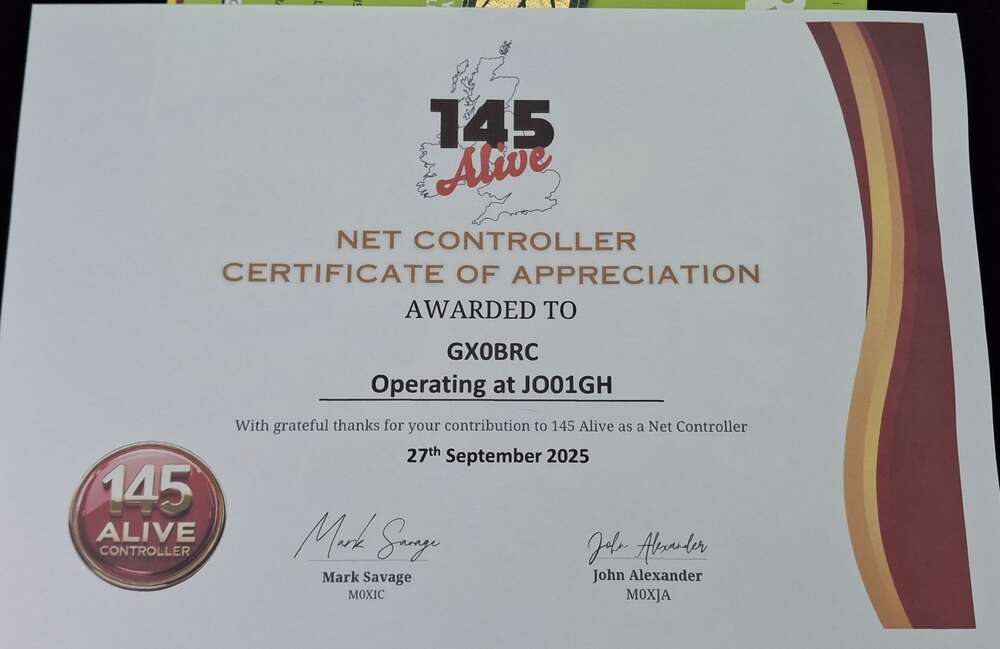 145
Alive
NET CONTROLLER
CERTIFICATE OF APPRECIATION
AWARDED TO
GX0BRC
Operating at JO01GH
With grateful thanks for your contribution to 145 Alive as a Net Controller
27th September 2025
145
ALIVE
CONTROLLER
Mark Savage
Mark Savage
M0XIC
John Alexander
John Alexander
M0XJA